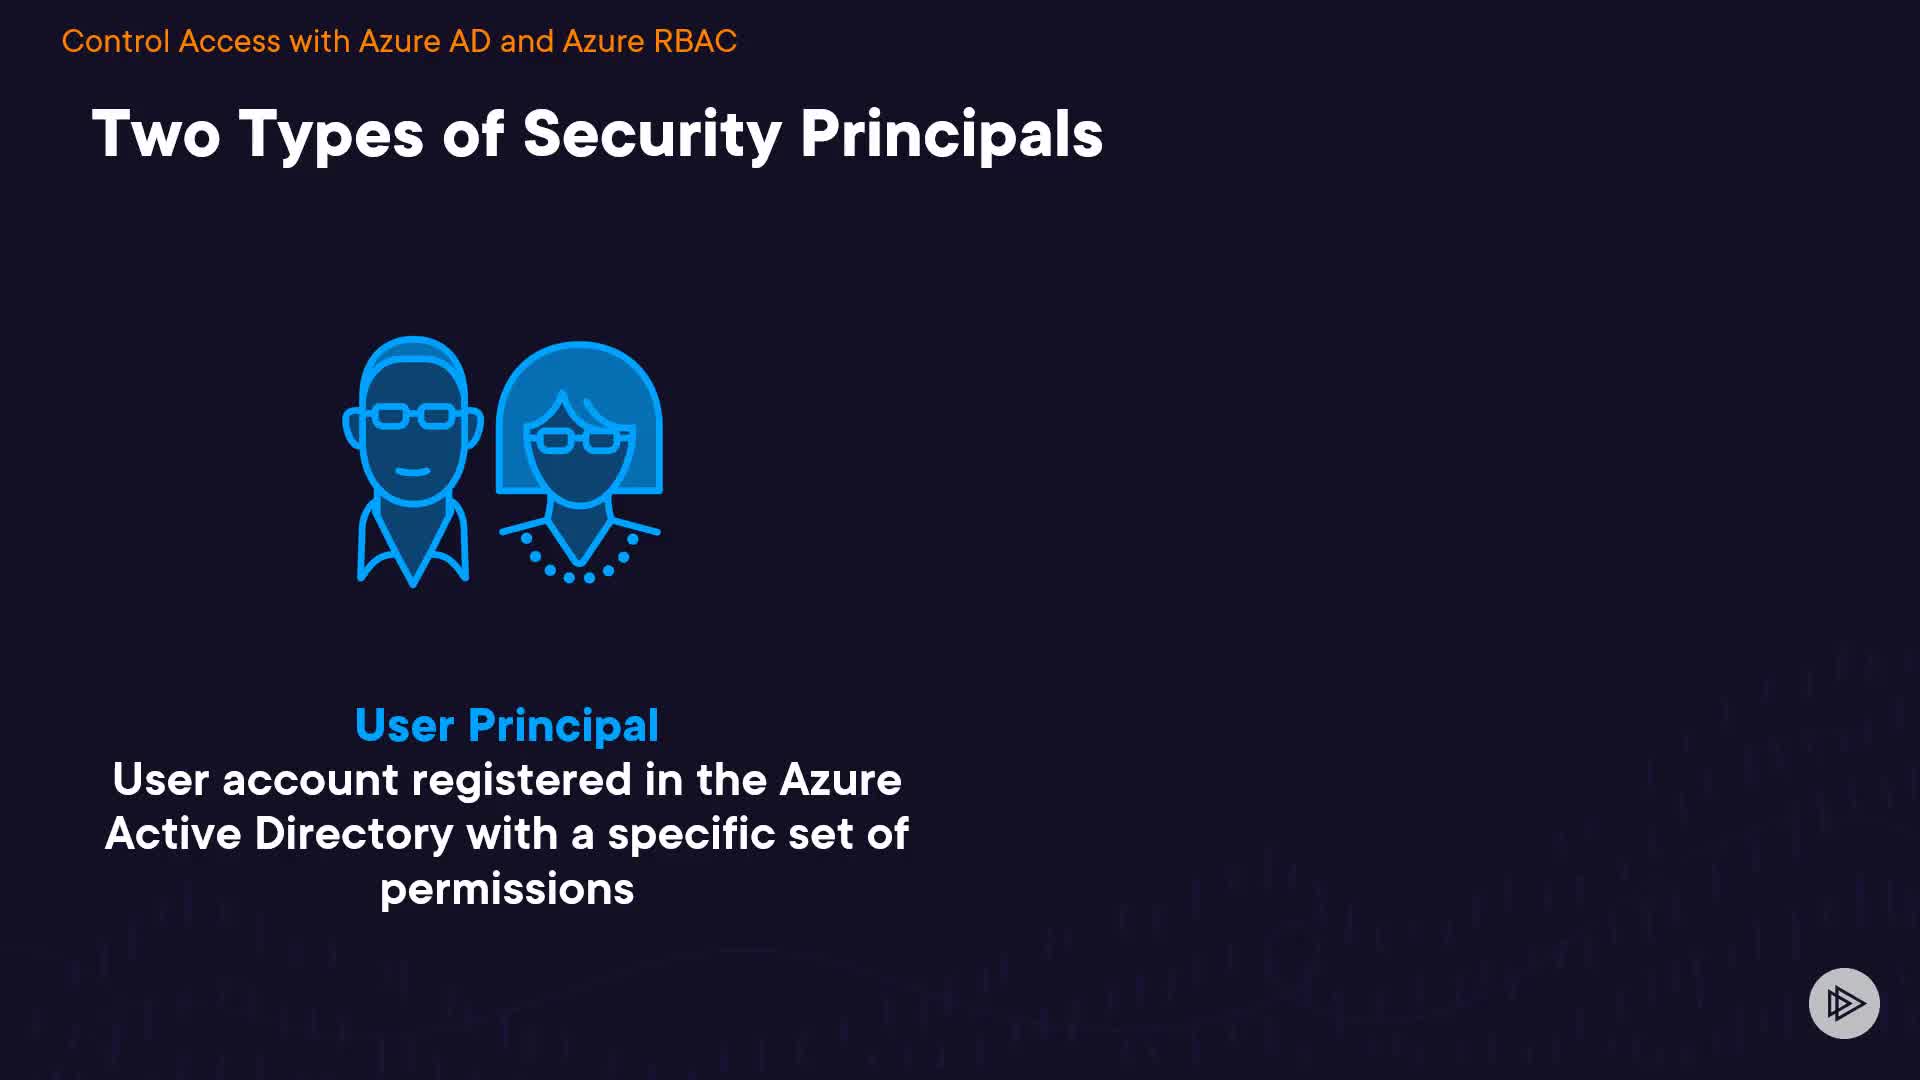 Control Access with Azure AD and Azure RBAC
Two Types of Security Principals
User Principal
User account registered in the Azure
Active Directory with a specific set of
permissions